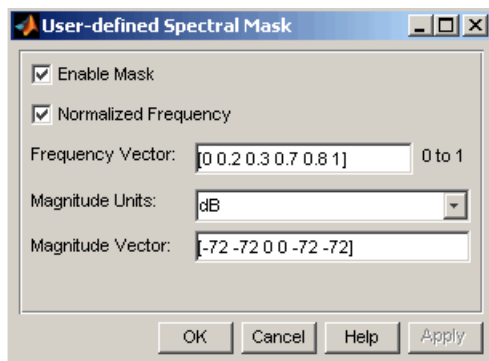 User-defined Spectral Mask
Enable Mask
Normalized Frequency
Frequency Vector: [0 0.2 0.3 0.7 0.8 1] 0 to 1
Magnitude Units: dB
Magnitude Vector: [-72 -72 0 0 -72 -72]
OK Cancel Help Apply